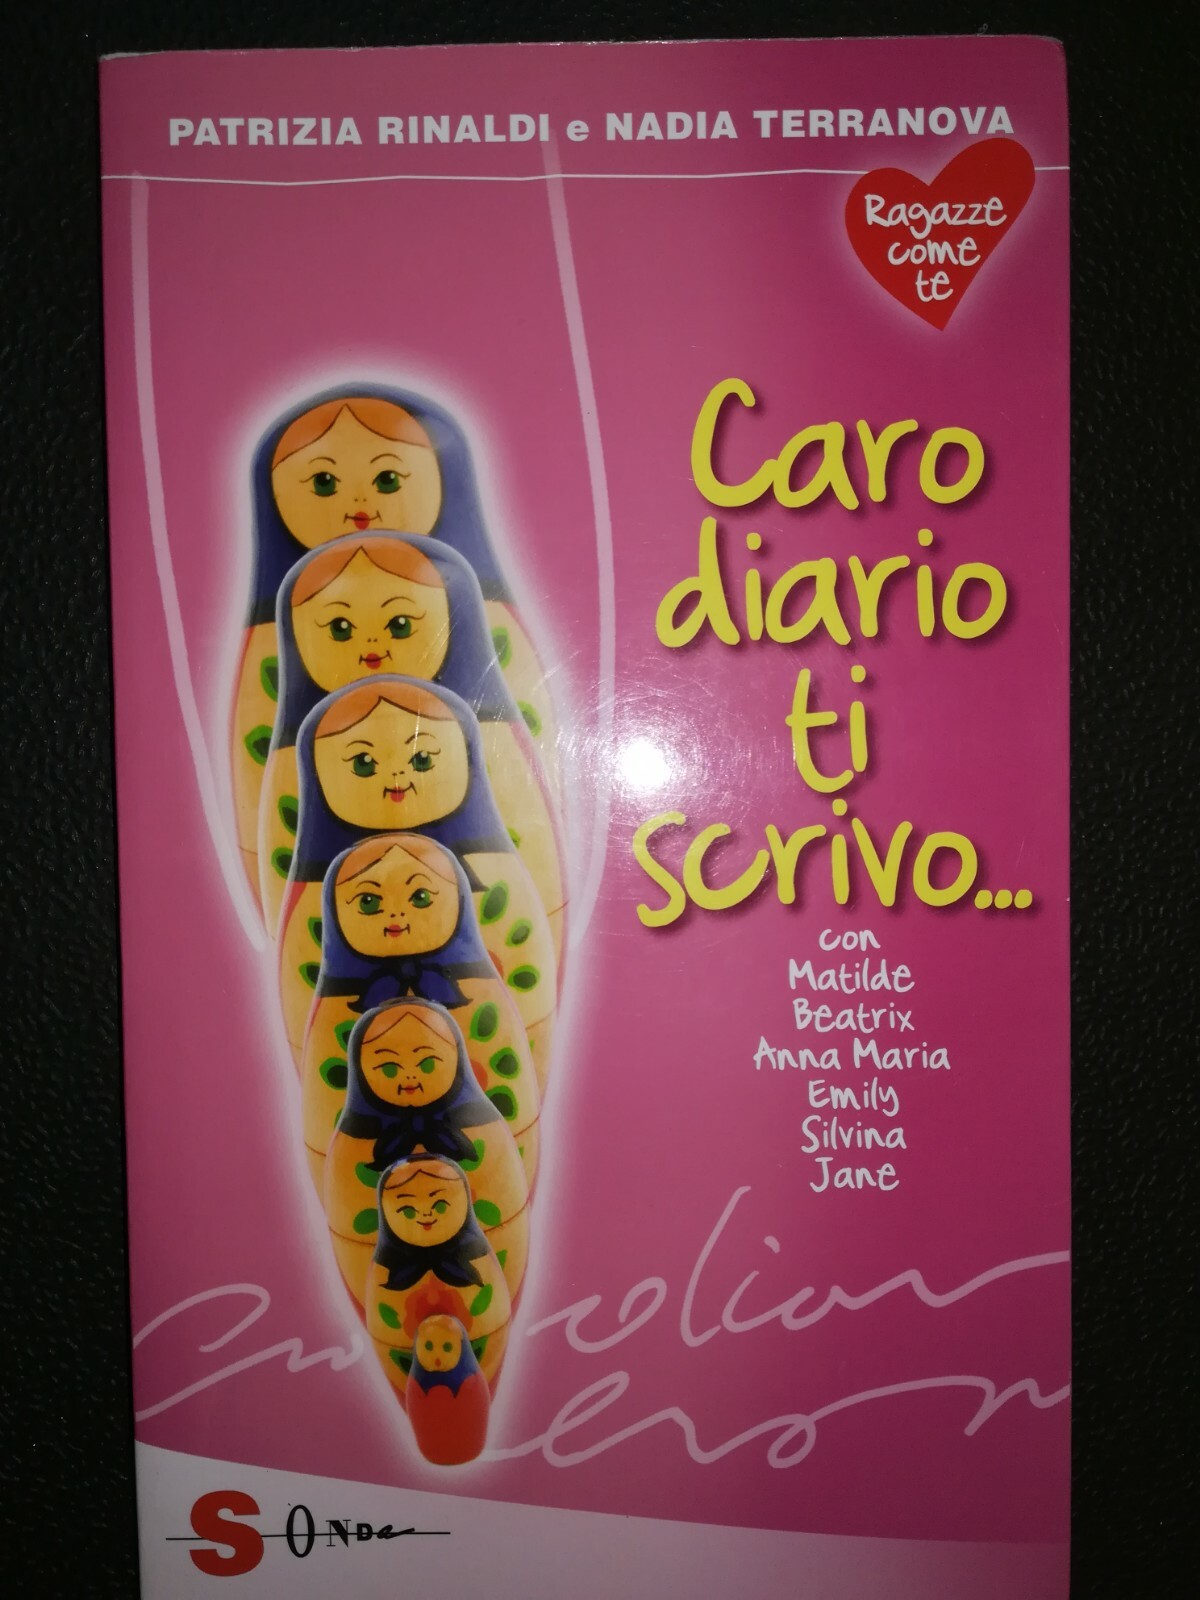 PATRIZIA RINALDI e NADIA TERRANOVA
Ragazze
come
te
Caro
diario
ti
scrivo...
con
Matilde
Beatrix
Anna Maria
Emily
Silvina
Jane
SONDa